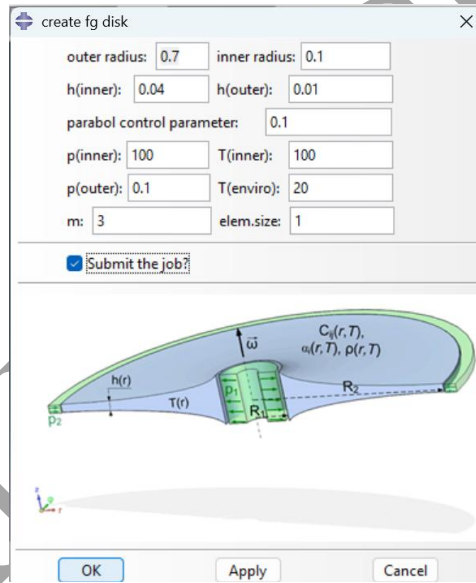 create fg disk
outer radius: 0.7 inner radius: 0.1
h(inner): 0.04 h(outer): 0.01
parabol control parameter: 0.1
p(inner): 100 T(inner): 100
p(outer): 0.1 T(enviro): 20
m: 3 elem.size: 1
Submit the job?
Cij(r,T),
αi(r,T), ρ(r,T)
ω
h(r)
T(r)
p1
R1
R2
p2
z
θ
r
OK Apply Cancel